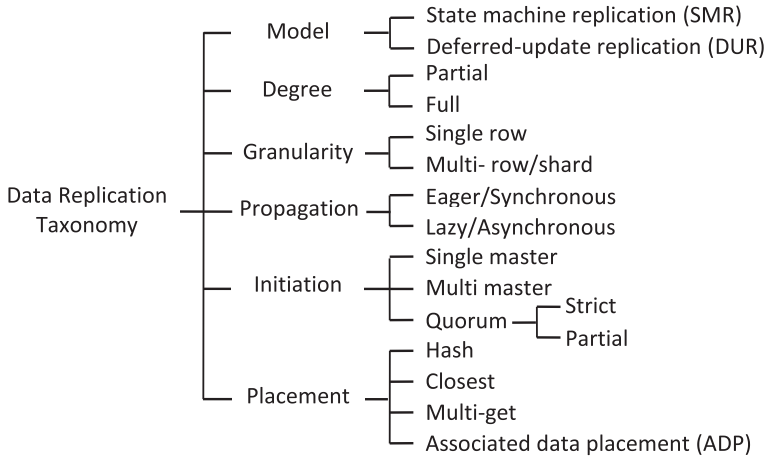 Data Replication
Taxonomy
Model
State machine replication (SMR)
Deferred-update replication (DUR)
Degree
Partial
Full
Granularity
Single row
Multi- row/shard
Propagation
Eager/Synchronous
Lazy/Asynchronous
Initiation
Single master
Multi master
Quorum
Strict
Partial
Placement
Hash
Closest
Multi-get
Associated data placement (ADP)